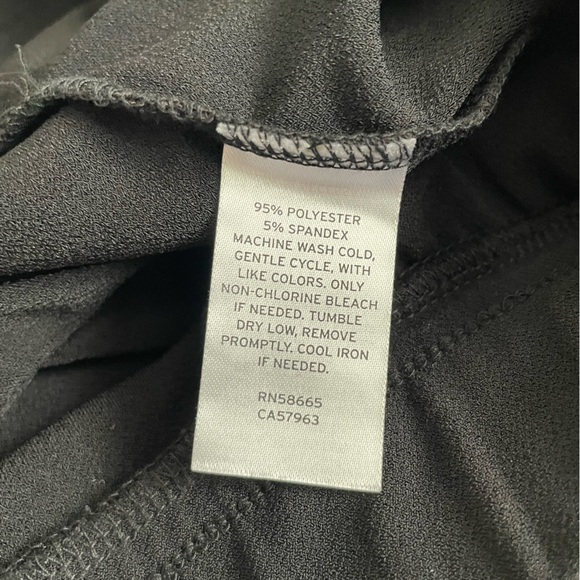 95% POLYESTER
5% SPANDEX
MACHINE WASH COLD,
GENTLE CYCLE, WITH
LIKE COLORS. ONLY
NON-CHLORINE BLEACH
IF NEEDED. TUMBLE
DRY LOW, REMOVE
PROMPTLY. COOL IRON
IF NEEDED.
RN58665
CA57963